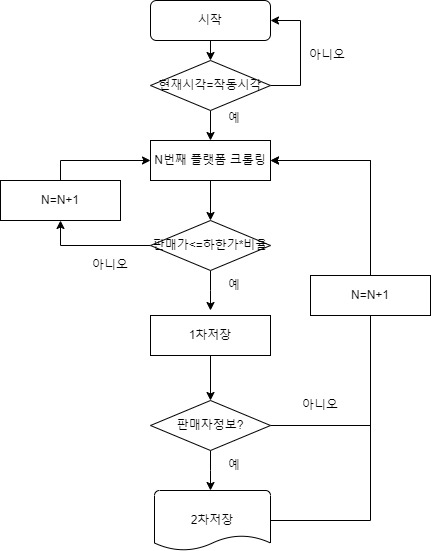 시작
아니오
현재시각=작동시각
예
N번째 플랫폼 크롤링
N=N+1
판매가<=하한가*비율
아니오
예
N=N+1
1차저장
아니오
판매자정보?
예
2차저장